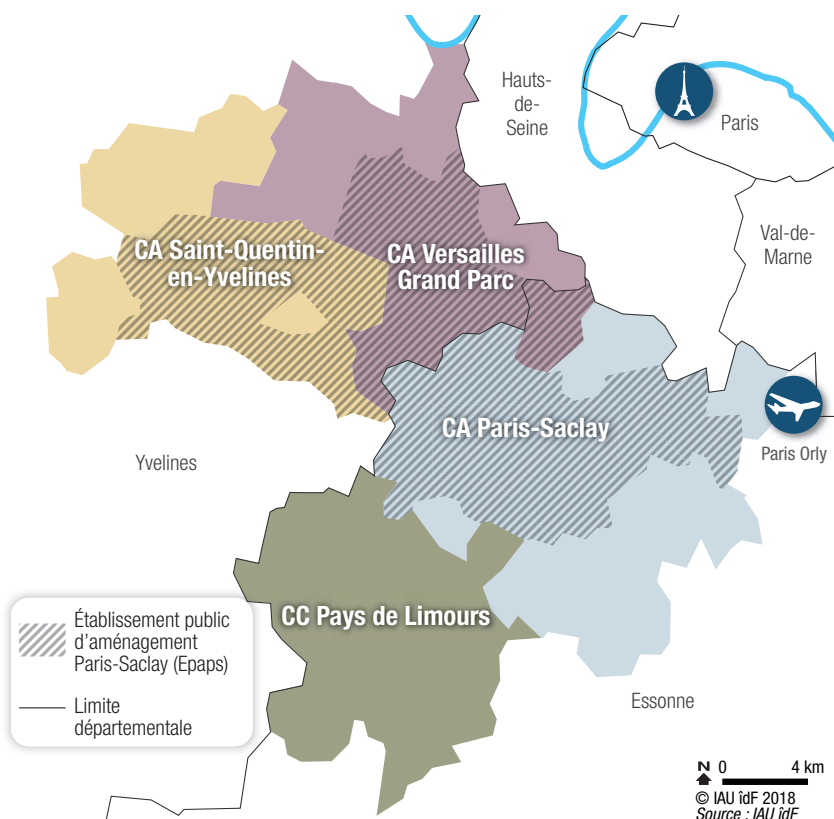 Hauts-
de-
Seine
Paris
Val-de-
Marne
CA Saint-Quentin-
en-Yvelines
CA Versailles
Grand Parc
CA Paris-Saclay
Paris Orly
Yvelines
CC Pays de Limours
Essonne
Établissement public
d'aménagement
Paris-Saclay (Epaps)
Limite
départementale
N 0 4 km
© IAU îdF 2018
Source : IAU îdF